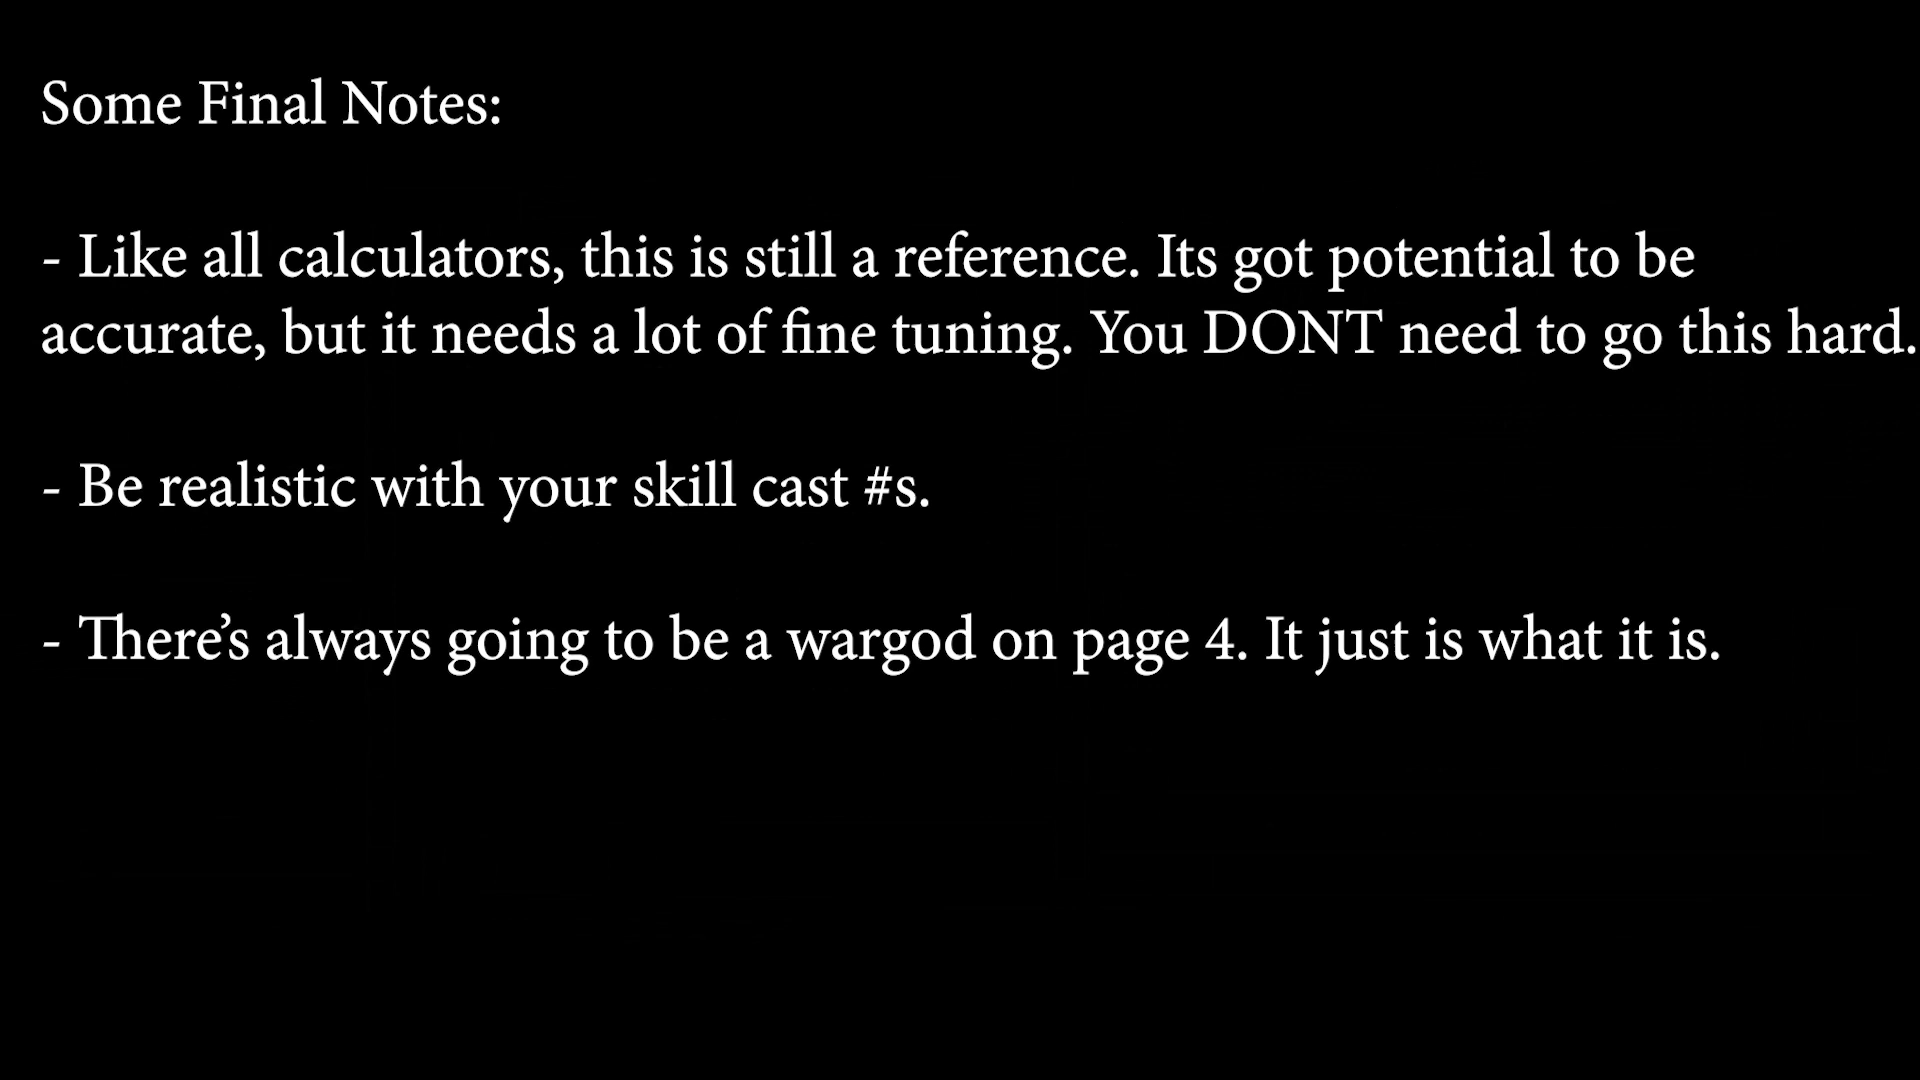 Some Final Notes:
- Like all calculators, this is still a reference. Its got potential to be
accurate, but it needs a lot of fine tuning. You DONT need to go this hard.
- Be realistic with your skill cast #s.
- There’s always going to be a wargod on page 4. It just is what it is.